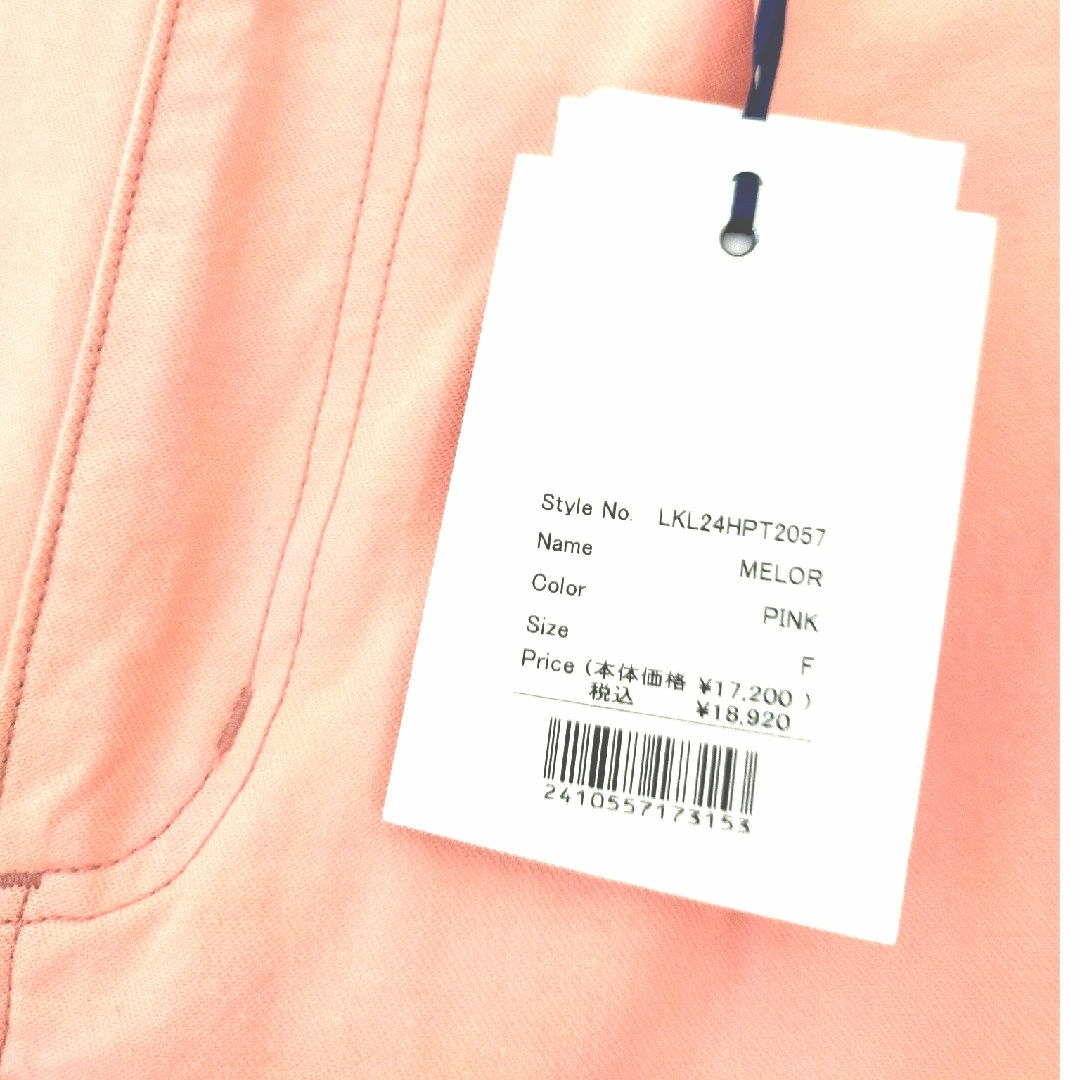 Style No. LKL24HPT2057
Name MELOR
Color PINK
Size F
Price (本体価格 ¥17.200 )
税込 ¥18.920
2410557173153